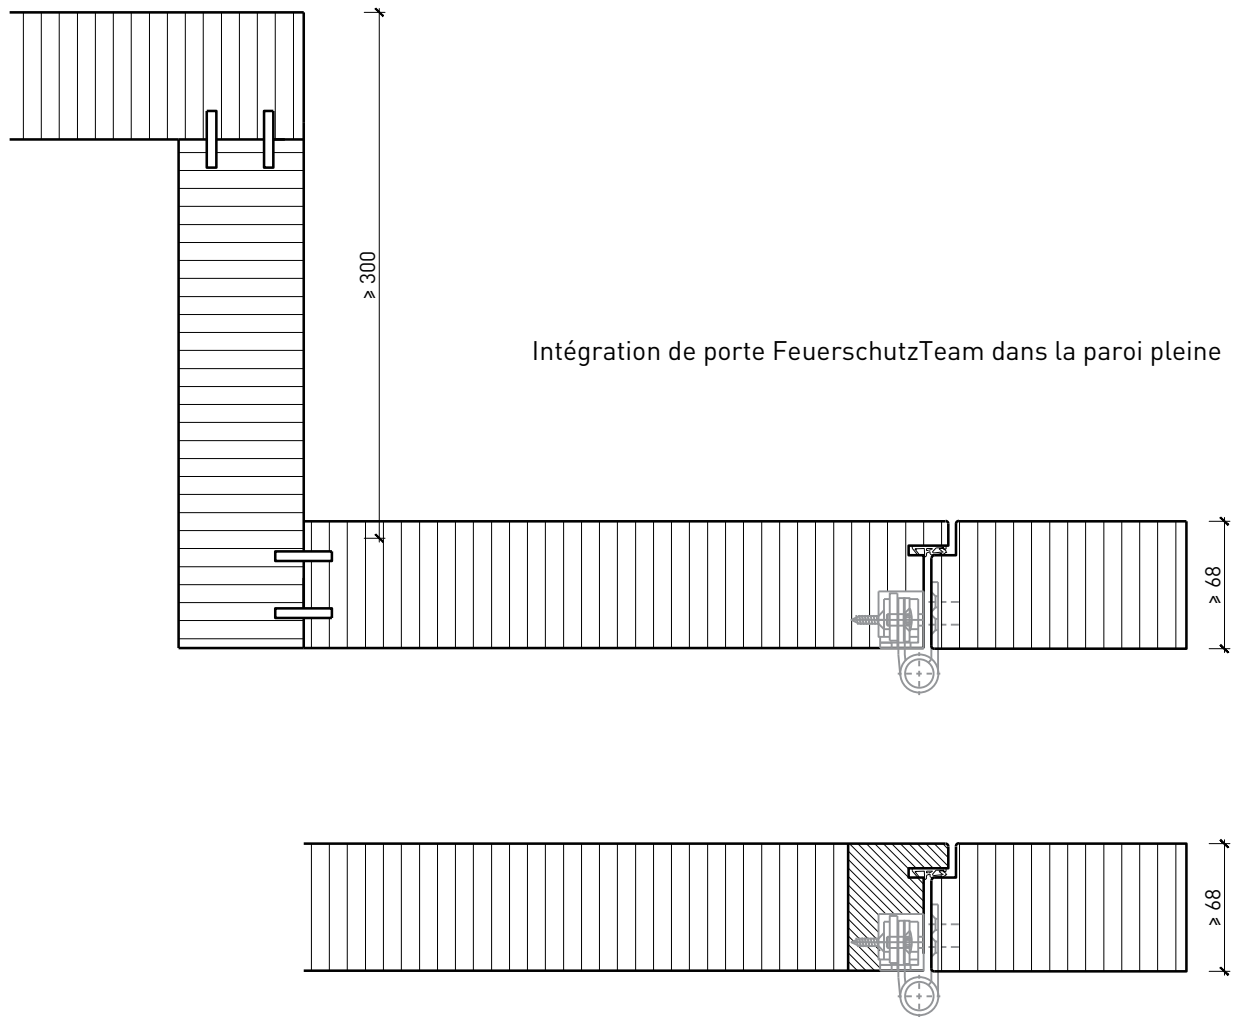 ⩾ 300
Intégration de porte FeuerschutzTeam dans la paroi pleine
⩾ 68
⩾ 68